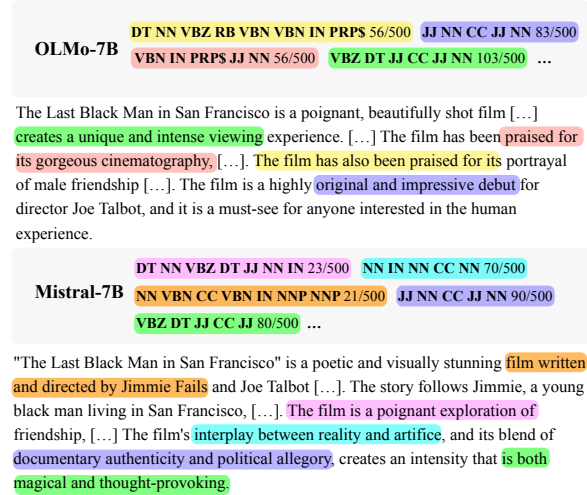 DT NN VBZ RB VBN VBN IN PRP$ 56/500 JJ NN CC JJ NN 83/500
OLMo-7B
VBN IN PRP$ JJ NN 56/500 VBZ DT JJ CC JJ NN 103/500 ...
The Last Black Man in San Francisco is a poignant, beautifully shot film […]
creates a unique and intense viewing experience. […] The film has been praised for
its gorgeous cinematography, […]. The film has also been praised for its portrayal
of male friendship […]. The film is a highly original and impressive debut for
director Joe Talbot, and it is a must-see for anyone interested in the human
experience.
DT NN VBZ DT JJ NN IN 23/500 NN IN NN CC NN 70/500
Mistral-7B
NN VBN CC VBN IN NNP NNP 21/500 JJ NN CC JJ NN 90/500
VBZ DT JJ CC JJ 80/500 ...
"The Last Black Man in San Francisco" is a poetic and visually stunning film written
and directed by Jimmie Fails and Joe Talbot […]. The story follows Jimmie, a young
black man living in San Francisco, […]. The film is a poignant exploration of
friendship, […] The film's interplay between reality and artifice, and its blend of
documentary authenticity and political allegory, creates an intensity that is both
magical and thought-provoking.